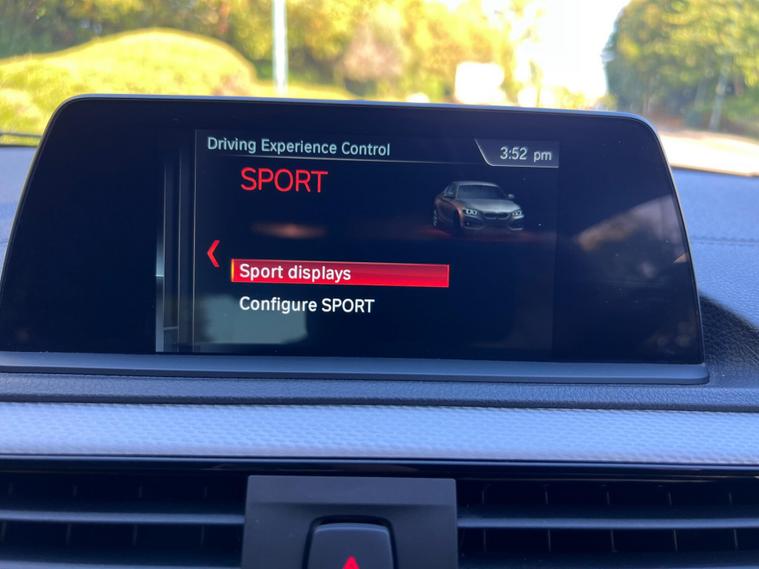 Driving Experience Control
3:52 pm
SPORT
Sport displays
Configure SPORT